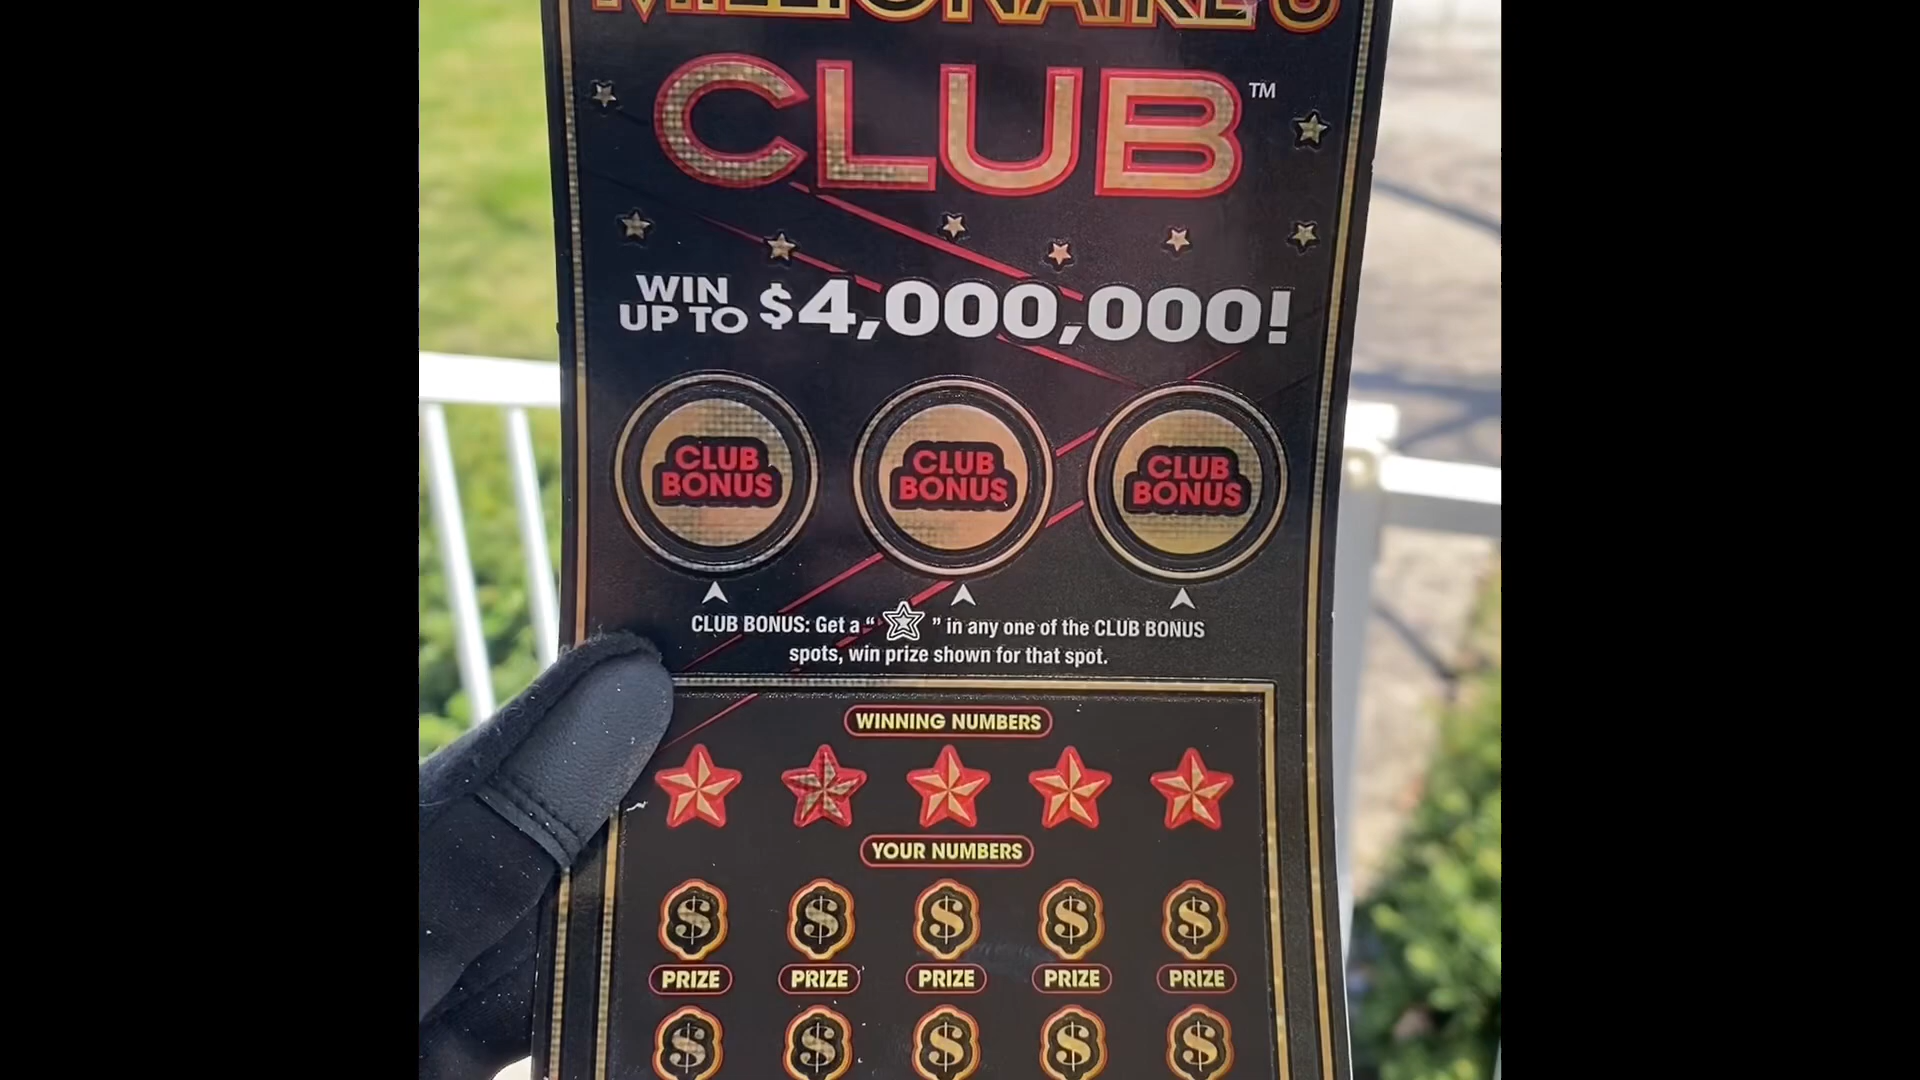 MILLIONAIRE'S
CLUB™
WIN
UP TO $4,000,000!
CLUB
BONUS
CLUB
BONUS
CLUB
BONUS
CLUB BONUS: Get a " " in any one of the CLUB BONUS
spots, win prize shown for that spot.
WINNING NUMBERS
YOUR NUMBERS
$ $ $ $ $
PRIZE PRIZE PRIZE PRIZE PRIZE
$ $ $ $ $